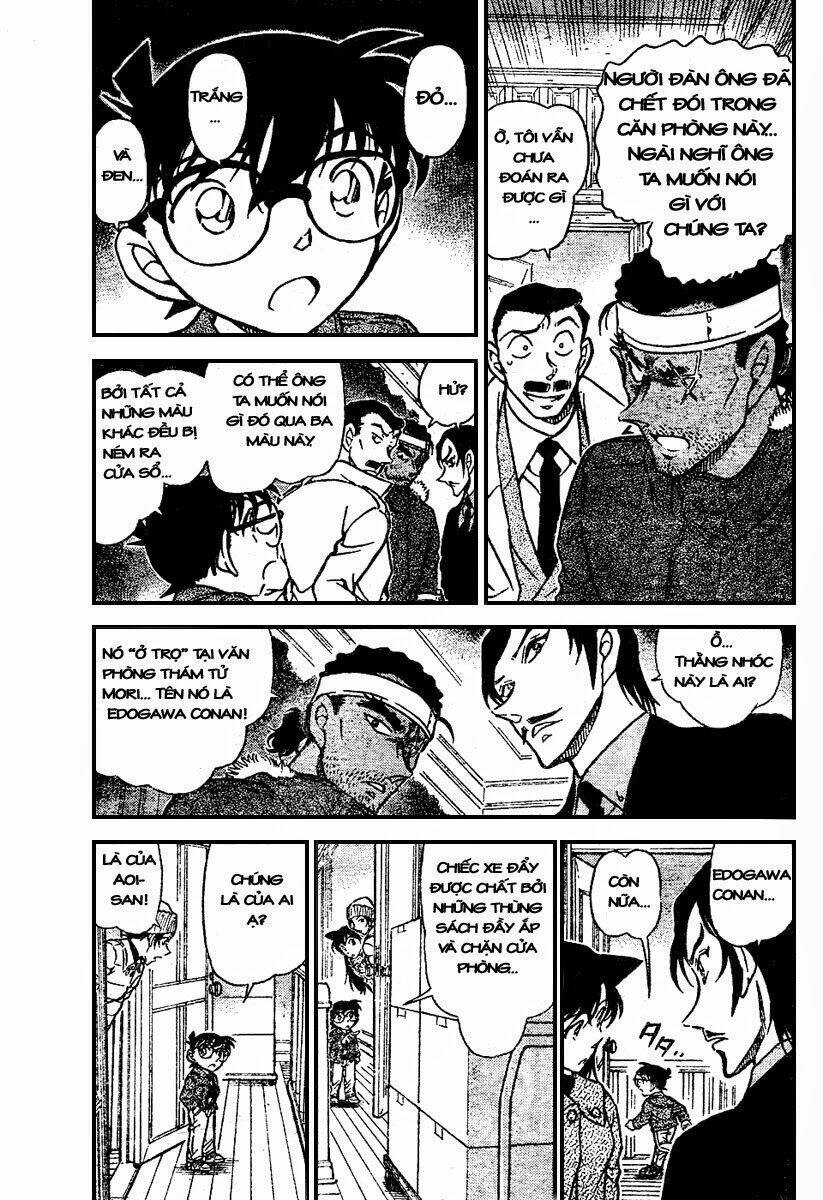 NGƯỜI ĐÀN ÔNG ĐÃ
CHẾT ĐÓI TRONG
CĂN PHÒNG NÀY..
NGÀI NGHĨ ÔNG
TA MUỐN NÓI
GÌ VỚI
CHÚNG TA?
Ờ, TÔI VẪN
CHƯA
ĐOÁN RA
ĐƯỢC GÌ
...
ĐỎ...
TRẮNG
...
VÀ
ĐEN...
HỬ?
CÓ THỂ ÔNG
TA MUỐN NÓI
GÌ ĐÓ QUA BA
MÀU NÀY.
BỞI TẤT CẢ
NHỮNG MÀU
KHÁC ĐỀU BỊ
NÉM RA
CỬA SỔ...
Ồ...
THẰNG NHÓC
NÀY LÀ AI?
NÓ “Ở TRỌ” TẠI VĂN
PHÒNG THÁM TỬ
MORI... TÊN NÓ LÀ
EDOGAWA CONAN!
EDOGAWA
CONAN...
CÒN
NỮA...
AA..
CHIẾC XE ĐẨY
ĐƯỢC CHẤT BỞI
NHỮNG THÙNG
SÁCH ĐẦY ẮP
VÀ CHẶN CỬA
PHÒNG..
CHÚNG
LÀ CỦA AI
Ạ?
LÀ CỦA
AOI-
SAN!